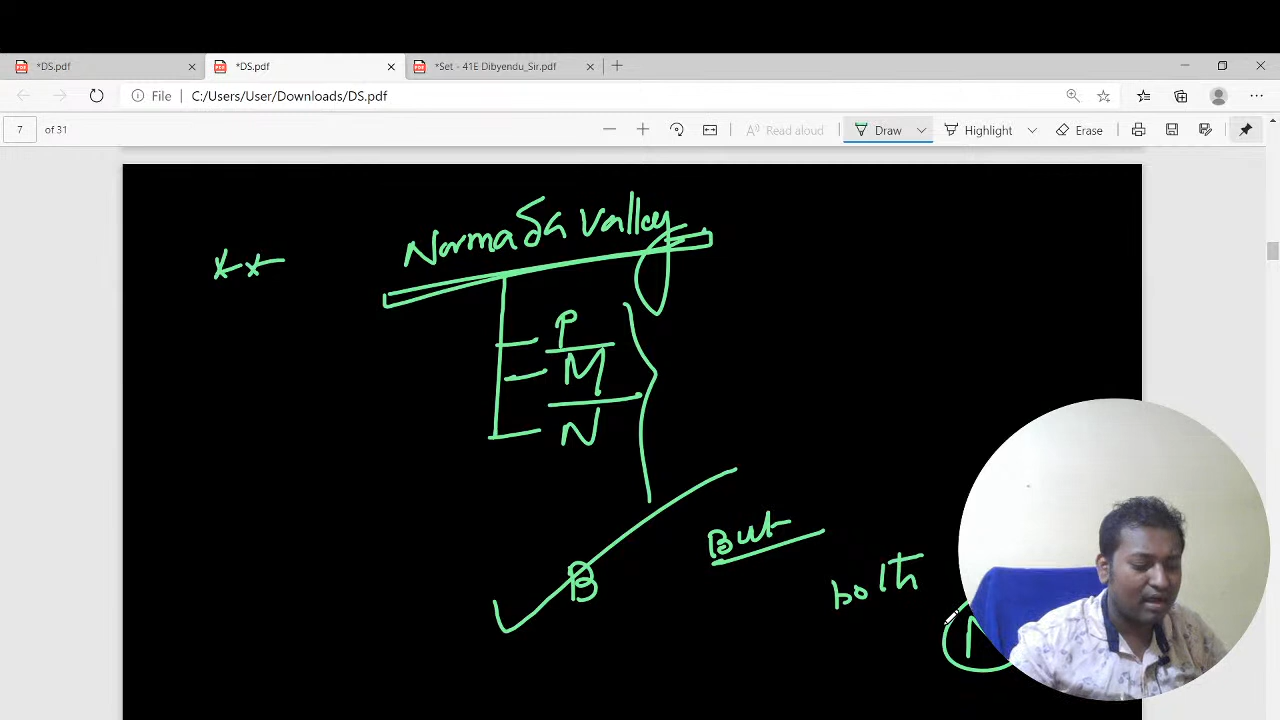 *DS.pdf
*DS.pdf
*Set - 41E Dibyendu_Sir.pdf
File C:/Users/User/Downloads/DS.pdf
7 of 31
Read aloud
Draw
Highlight
Erase
** Normada Valley
P
M
N
But
B
both
N